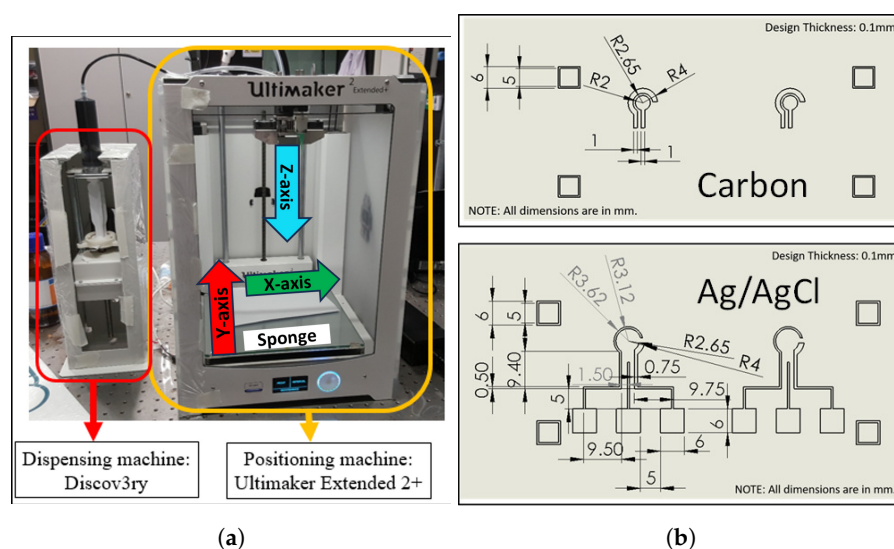 Ultimaker 2
Extended+
Z-axis
X-axis
Y-axis
Sponge
Dispensing machine:
Discov3ry
Positioning machine:
Ultimaker Extended 2+
(a)
Design Thickness: 0.1mm
6
5
R2.65
R2
R4
1
1
Carbon
NOTE: All dimensions are in mm.
Design Thickness: 0.1mm
R3.12
R3.62
Ag/AgCl
6
5
R2.65
R4
9.40
0.75
1.50
0.50
5
9.75
6
9.50
6
5
NOTE: All dimensions are in mm.
(b)